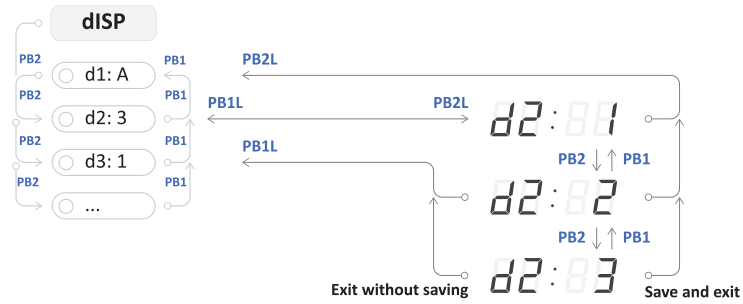 dISP
PB2 d1: A PB1 PB2L
PB2 d2: 3 PB1 PB1L PB2L d2: 1
PB2 d3: 1 PB1 PB1L PB2 PB1
PB2 ... PB1 d2: 2
PB2 PB1
d2: 3
Exit without saving Save and exit